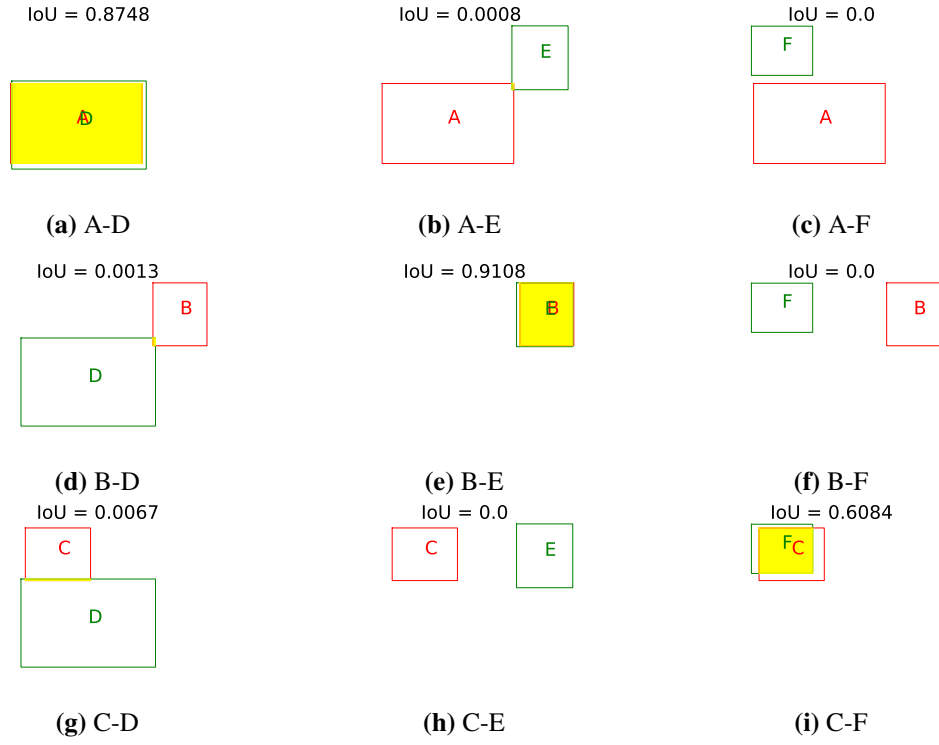 IoU = 0.8748
IoU = 0.0008
IoU = 0.0
A
D
E
A
F
A
(a) A-D
(b) A-E
(c) A-F
IoU = 0.0013
IoU = 0.9108
IoU = 0.0
B
D
E
B
F
B
(d) B-D
(e) B-E
(f) B-F
IoU = 0.0067
IoU = 0.0
IoU = 0.6084
C
D
C
E
F
C
(g) C-D
(h) C-E
(i) C-F